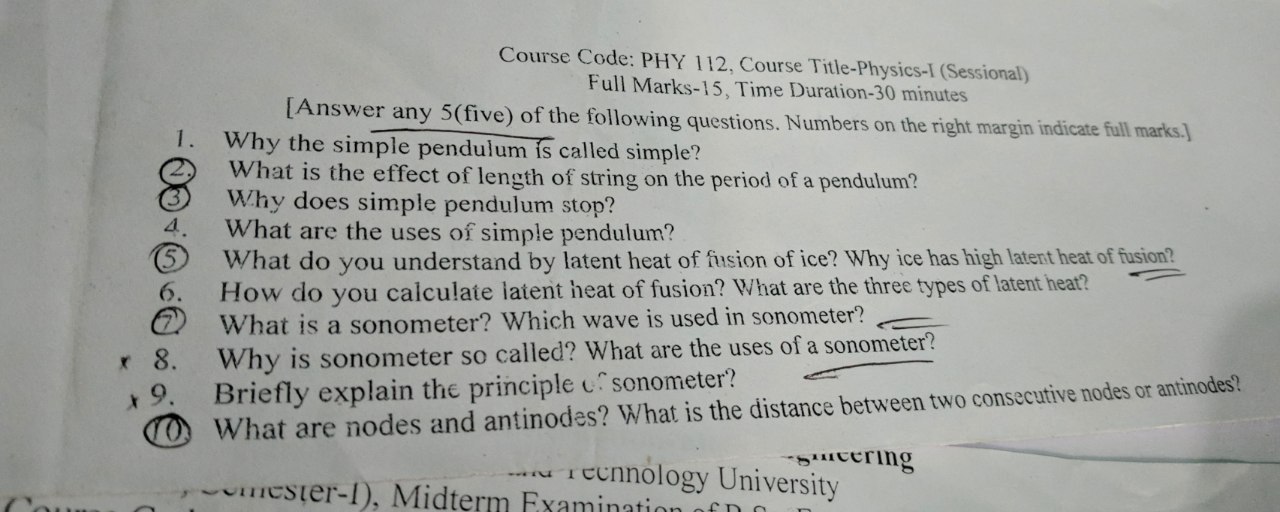 Course Code: PHY 112, Course Title-Physics-I (Sessional)
Full Marks-15, Time Duration-30 minutes
[Answer any 5(five) of the following questions. Numbers on the right margin indicate full marks.]
1. Why the simple pendulum is called simple?
2. What is the effect of length of string on the period of a pendulum?
3. Why does simple pendulum stop?
4. What are the uses of simple pendulum?
5. What do you understand by latent heat of fusion of ice? Why ice has high latent heat of fusion?
6. How do you calculate latent heat of fusion? What are the three types of latent heat?
7. What is a sonometer? Which wave is used in sonometer?
8. Why is sonometer so called? What are the uses of a sonometer?
9. Briefly explain the principle of sonometer?
10. What are nodes and antinodes? What is the distance between two consecutive nodes or antinodes?
Technology University
Midterm Examination of